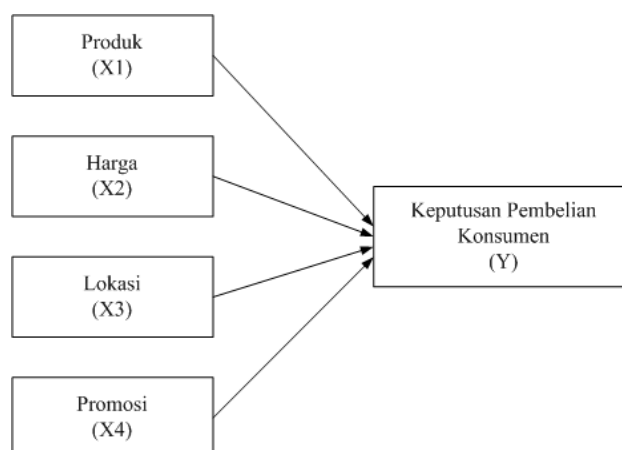 Produk
(X1)
Harga
(X2)
Lokasi
(X3)
Promosi
(X4)
Keputusan Pembelian
Konsumen
(Y)